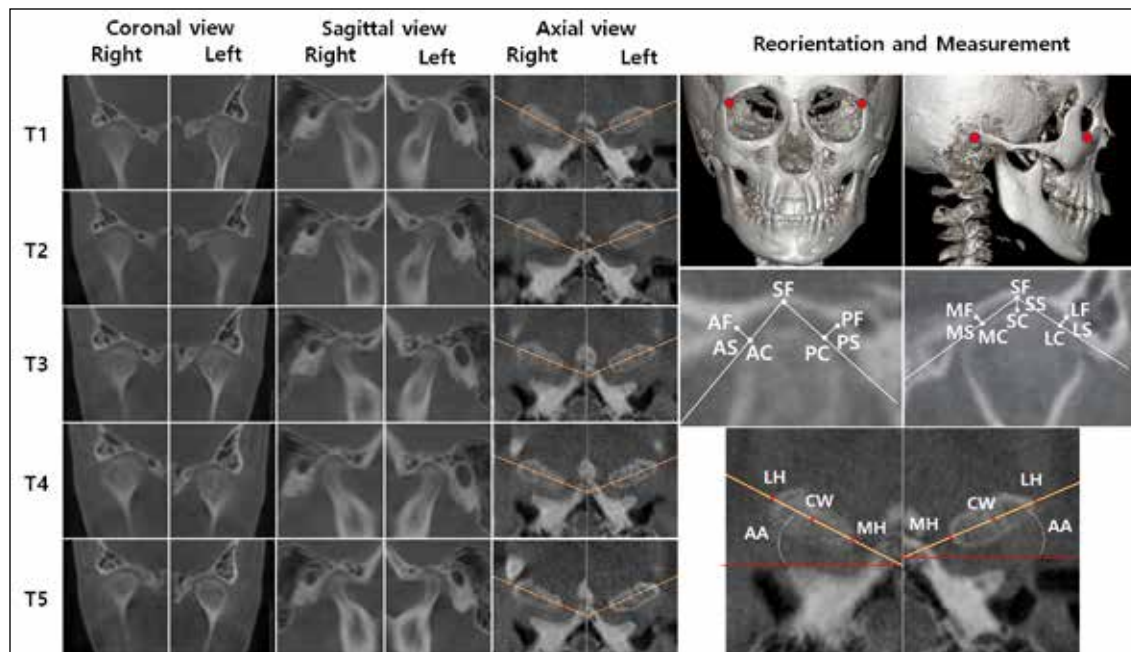 Coronal view
Right Left
Sagittal view
Right Left
Axial view
Right Left
T1
T2
T3
T4
T5
Reorientation and Measurement
SF
AF PF
AS AC PC PS
SF
SS
MF SC LF
MS MC LC LS
LH CW MH AA
LH CW MH AA